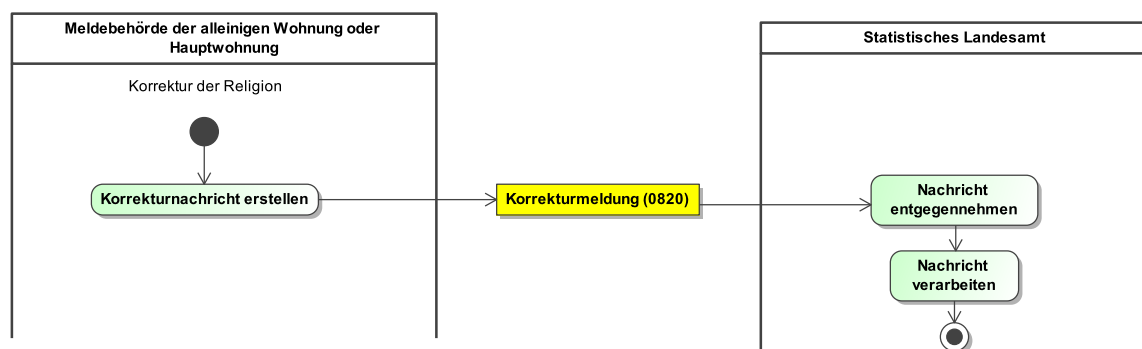 Meldebehörde der alleinigen Wohnung oder
Hauptwohnung
Statistisches Landesamt
Korrektur der Religion
Korrekturnachricht erstellen
Korrekturmeldung (0820)
Nachricht
entgegennehmen
Nachricht
verarbeiten